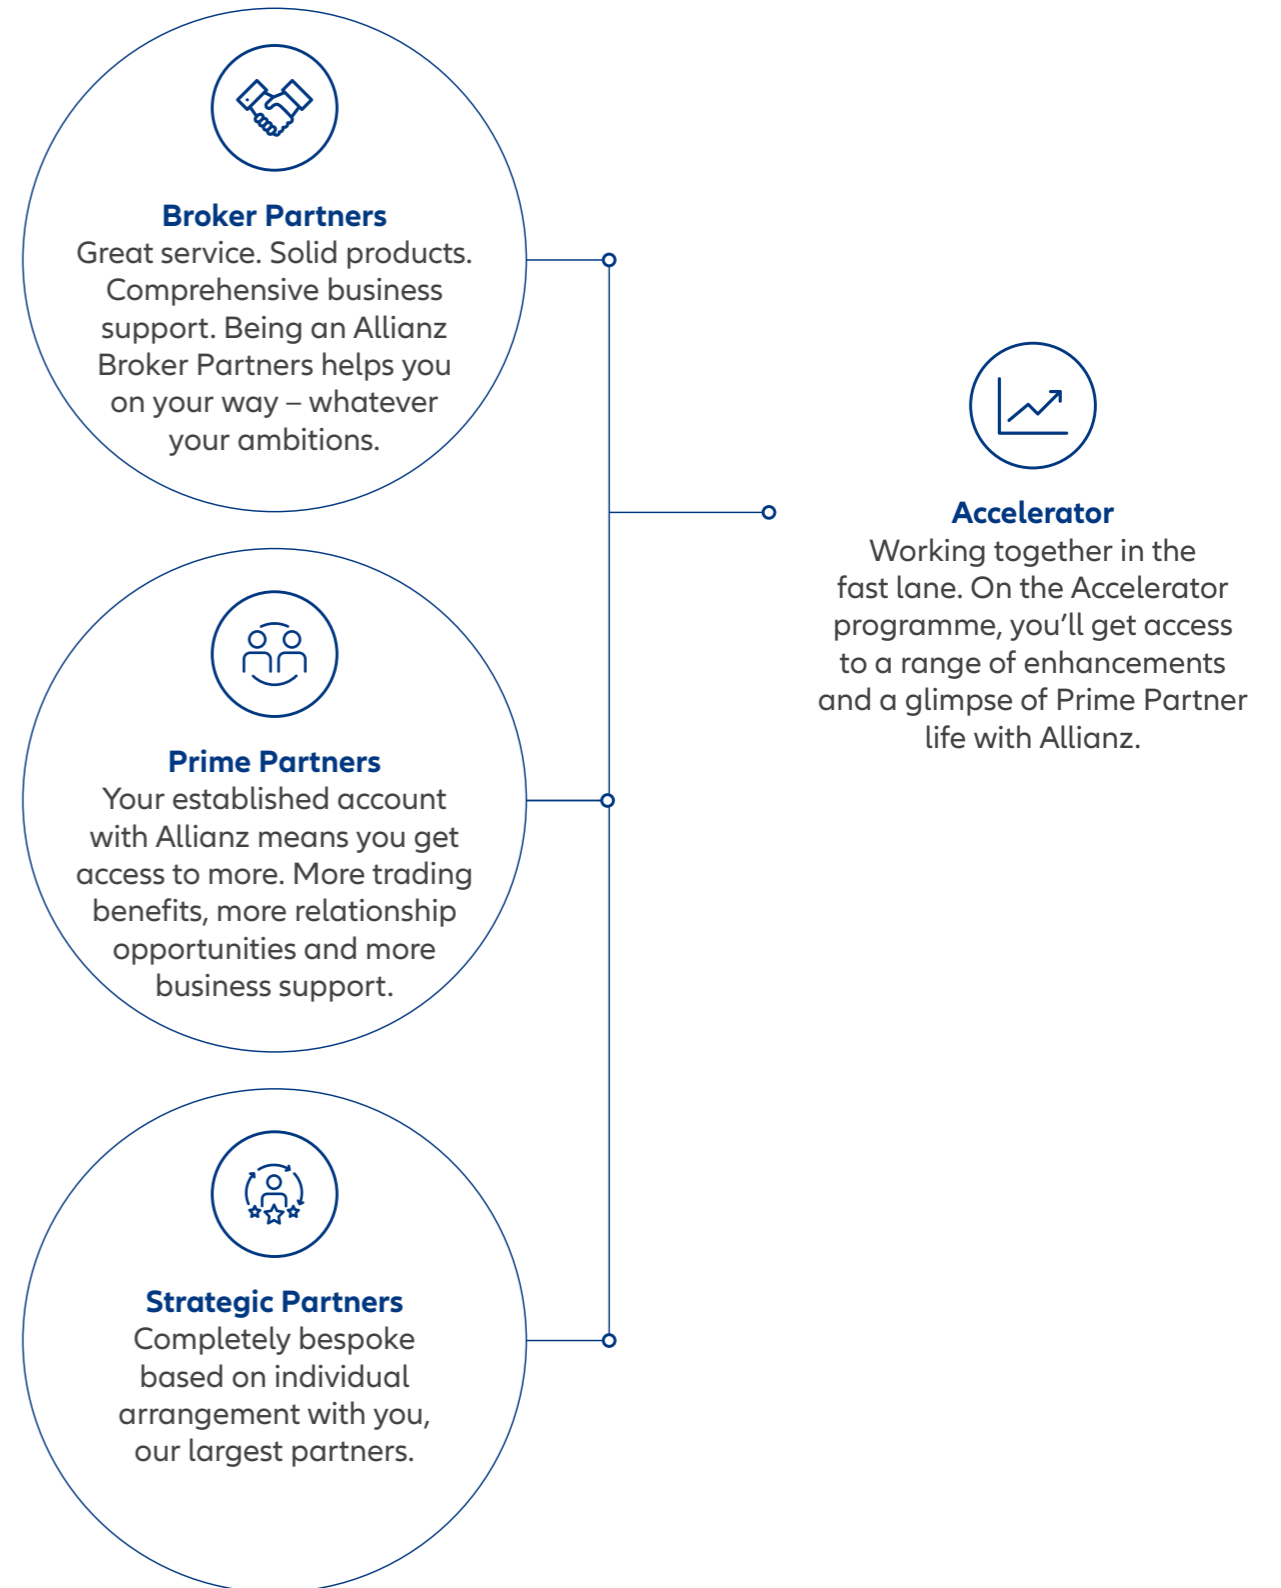 Broker Partners
Great service. Solid products.
Comprehensive business
support. Being an Allianz
Broker Partners helps you
on your way – whatever
your ambitions.
Prime Partners
Your established account
with Allianz means you get
access to more. More trading
benefits, more relationship
opportunities and more
business support.
Strategic Partners
Completely bespoke
based on individual
arrangement with you,
our largest partners.
Accelerator
Working together in the
fast lane. On the Accelerator
programme, you’ll get access
to a range of enhancements
and a glimpse of Prime Partner
life with Allianz.